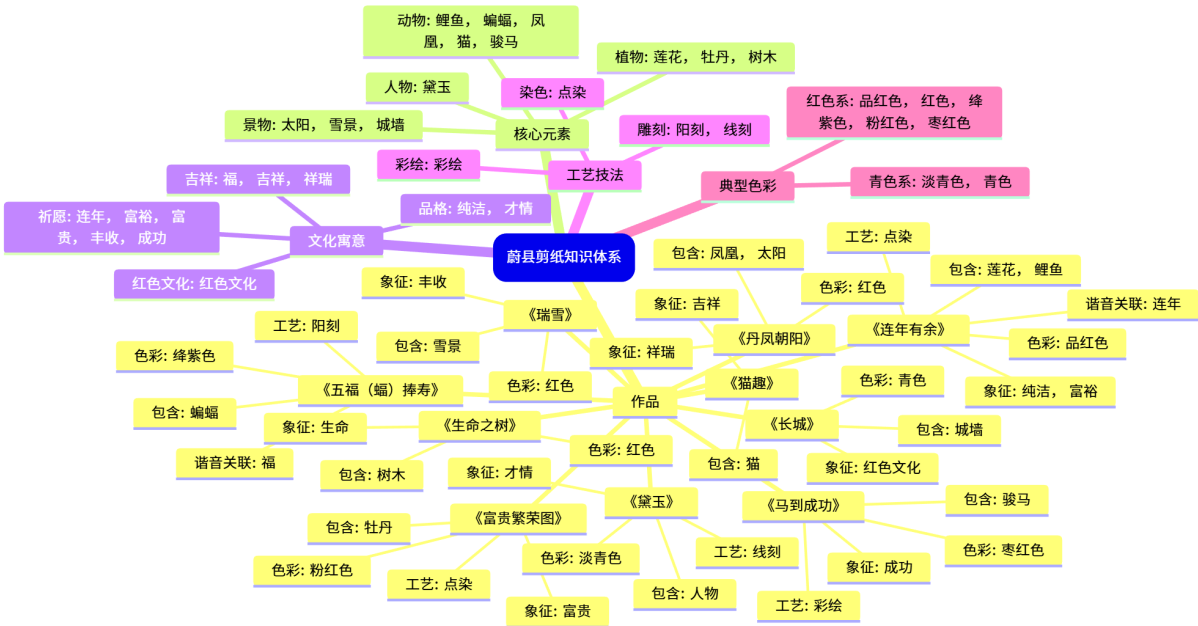 动物: 鲤鱼， 蝙蝠， 凤
凰， 猫， 骏马
植物: 莲花， 牡丹， 树木
人物: 黛玉
染色: 点染
红色系: 品红色， 红色， 绛
紫色， 粉红色， 枣红色
景物: 太阳， 雪景， 城墙
核心元素
雕刻: 阳刻， 线刻
彩绘: 彩绘
工艺技法
典型色彩
青色系: 淡青色， 青色
吉祥: 福， 吉祥， 祥瑞
品格: 纯洁， 才情
祈愿: 连年， 富裕， 富
贵， 丰收， 成功
文化寓意
红色文化: 红色文化
蔚县剪纸知识体系
包含: 凤凰， 太阳
工艺: 点染
包含: 莲花， 鲤鱼
象征: 丰收
色彩: 红色
象征: 吉祥
谐音关联: 连年
《瑞雪》
工艺: 阳刻
《丹凤朝阳》
《连年有余》
包含: 雪景
色彩: 品红色
象征: 祥瑞
色彩: 绛紫色
《五福（蝠）捧寿》
色彩: 红色
《猫趣》
色彩: 青色
象征: 纯洁， 富裕
作品
包含: 蝙蝠
象征: 生命
《生命之树》
《长城》
包含: 城墙
谐音关联: 福
包含: 树木
色彩: 红色
包含: 猫
象征: 红色文化
象征: 才情
《黛玉》
《马到成功》
包含: 骏马
包含: 牡丹
《富贵繁荣图》
色彩: 粉红色
色彩: 淡青色
工艺: 线刻
色彩: 枣红色
工艺: 点染
象征: 成功
包含: 人物
象征: 富贵
工艺: 彩绘